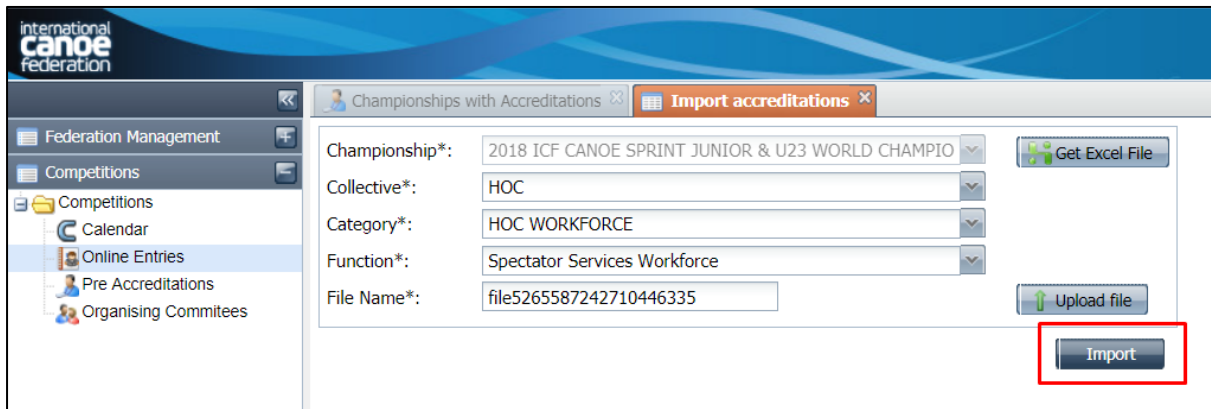 international
canoe
federation
Championships with Accreditations
Import accreditations
Federation Management
Competitions
Competitions
Calendar
Online Entries
Pre Accreditations
Organising Commitees
Championship*: 2018 ICF CANOE SPRINT JUNIOR & U23 WORLD CHAMPIO
Get Excel File
Collective*: HOC
Category*: HOC WORKFORCE
Function*: Spectator Services Workforce
File Name*: file5265587242710446335
Upload file
Import